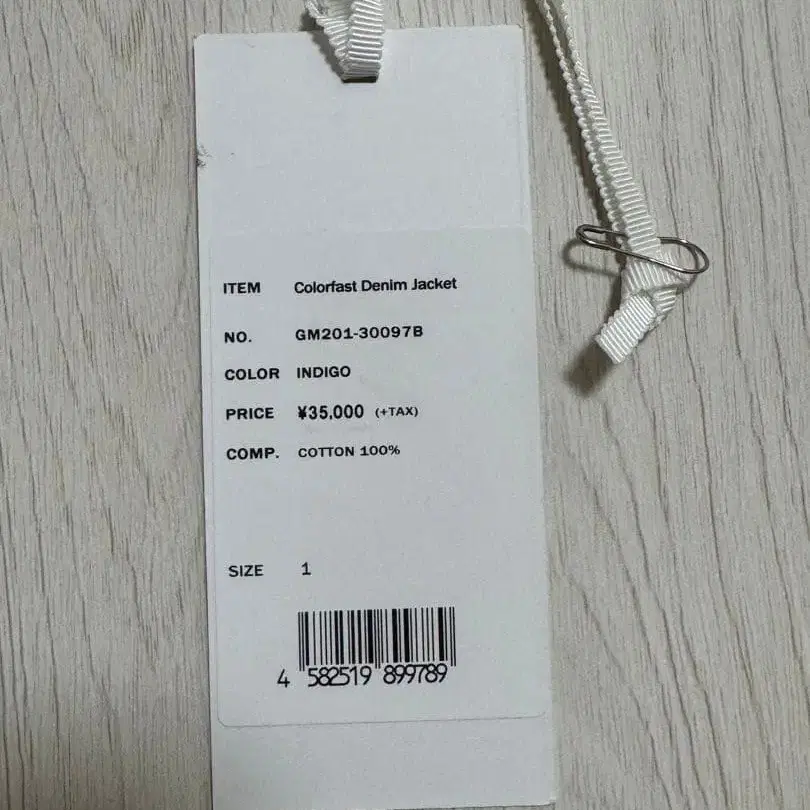 ITEM Colorfast Denim Jacket
NO. GM201-30097B
COLOR INDIGO
PRICE ¥35,000 (+TAX)
COMP. COTTON 100%
SIZE 1
4 582519 899789